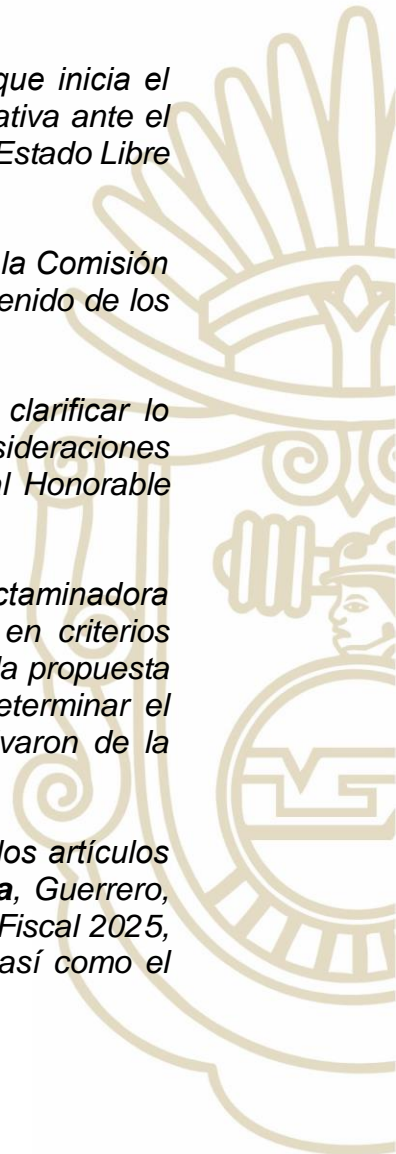 que inicia el
ativa ante el
Estado Libre
la Comisión
enido de los
clarificar lo
sideraciones
al Honorable
ctaminadora
en criterios
la propuesta
eterminar el
varon de la
los artículos
a, Guerrero,
Fiscal 2025,
así como el